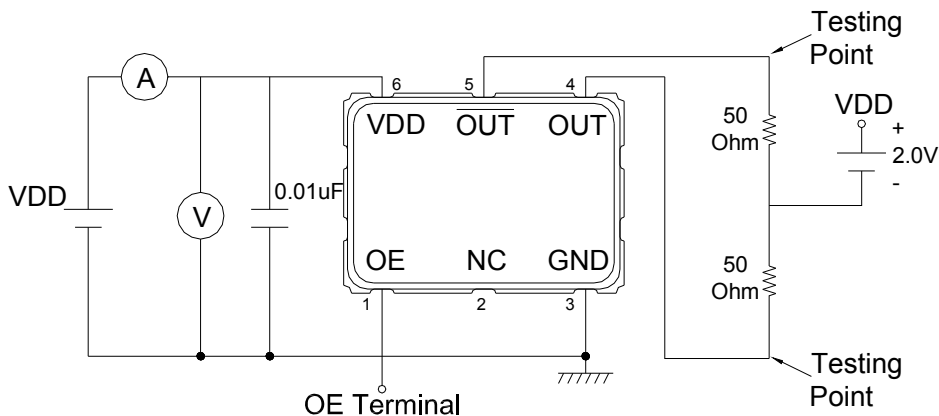 Testing
Point
A
6
5
4
VDD
OUT
OUT
50
Ohm
VDD
+
2.0V
-
VDD
V
0.01uF
OE
NC
GND
50
Ohm
1
2
3
OE Terminal
Testing
Point